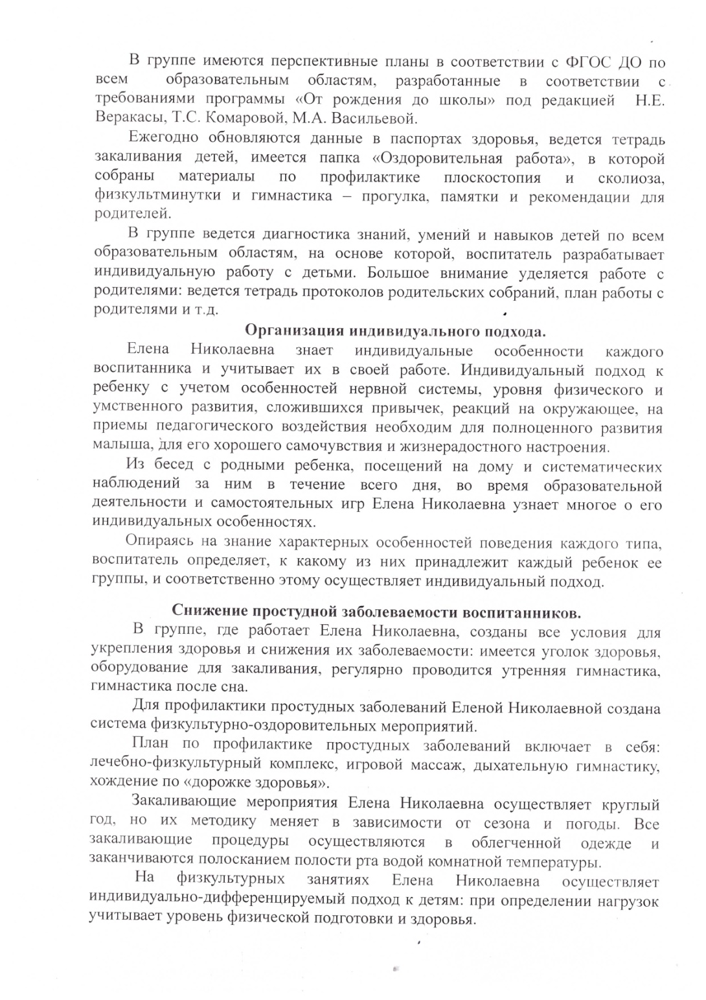 В группе имеются перспективные планы в соответствии с ФГОС ДО по
всем образовательным областям, разработанные в соответствии с
требованиями программы «От рождения до школы» под редакцией Н.Е.
Веракасы, Т.С. Комаровой, М.А. Васильевой.
Ежегодно обновляются данные в паспортах здоровья, ведется тетрадь
закаливания детей, имеется папка «Оздоровительная работа», в которой
собраны материалы по профилактике плоскостопия и сколиоза,
физкультминутки и гимнастика – прогулка, памятки и рекомендации для
родителей.
В группе ведется диагностика знаний, умений и навыков детей по всем
образовательным областям, на основе которой, воспитатель разрабатывает
индивидуальную работу с детьми. Большое внимание уделяется работе с
родителями: ведется тетрадь протоколов родительских собраний, план работы с
родителями и т.д.
Организация индивидуального подхода.
Елена Николаевна знает индивидуальные особенности каждого
воспитанника и учитывает их в своей работе. Индивидуальный подход к
ребенку с учетом особенностей нервной системы, уровня физического и
умственного развития, сложившихся привычек, реакций на окружающее, на
приемы педагогического воздействия необходим для полноценного развития
малыша, для его хорошего самочувствия и жизнерадостного настроения.
Из бесед с родными ребенка, посещений на дому и систематических
наблюдений за ним в течение всего дня, во время образовательной
деятельности и самостоятельных игр Елена Николаевна узнает многое о его
индивидуальных особенностях.
Опираясь на знание характерных особенностей поведения каждого типа,
воспитатель определяет, к какому из них принадлежит каждый ребенок ее
группы, и соответственно этому осуществляет индивидуальный подход.
Снижение простудной заболеваемости воспитанников.
В группе, где работает Елена Николаевна, созданы все условия для
укрепления здоровья и снижения их заболеваемости: имеется уголок здоровья,
оборудование для закаливания, регулярно проводится утренняя гимнастика,
гимнастика после сна.
Для профилактики простудных заболеваний Еленой Николаевной создана
система физкультурно-оздоровительных мероприятий.
План по профилактике простудных заболеваний включает в себя:
лечебно-физкультурный комплекс, игровой массаж, дыхательную гимнастику,
хождение по «дорожке здоровья».
Закаливающие мероприятия Елена Николаевна осуществляет круглый
год, но их методику меняет в зависимости от сезона и погоды. Все
закаливающие процедуры осуществляются в облегченной одежде и
заканчиваются полосканием полости рта водой комнатной температуры.
На физкультурных занятиях Елена Николаевна осуществляет
индивидуально-дифференцируемый подход к детям: при определении нагрузок
учитывает уровень физической подготовки и здоровья.